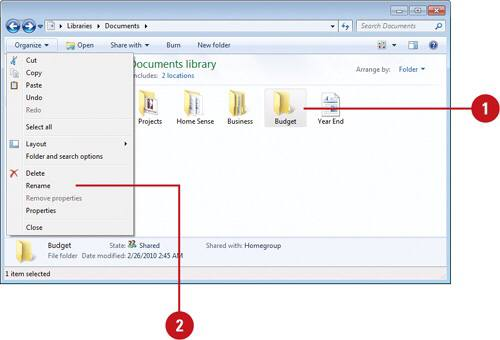 Libraries ▸ Documents ▸
Search Documents
Organize ▾ Open Share with ▾ Burn New folder
Cut
Copy
Paste
Undo
Redo
Select all
Layout
Folder and search options
Delete
Rename
Remove properties
Properties
Close
Documents library
Includes: 2 locations
Arrange by: Folder ▾
Projects
Home Sense
Business
Budget
Year End
1
Budget State: Shared Shared with: Homegroup
File folder Date modified: 2/26/2010 2:45 AM
1 item selected
2